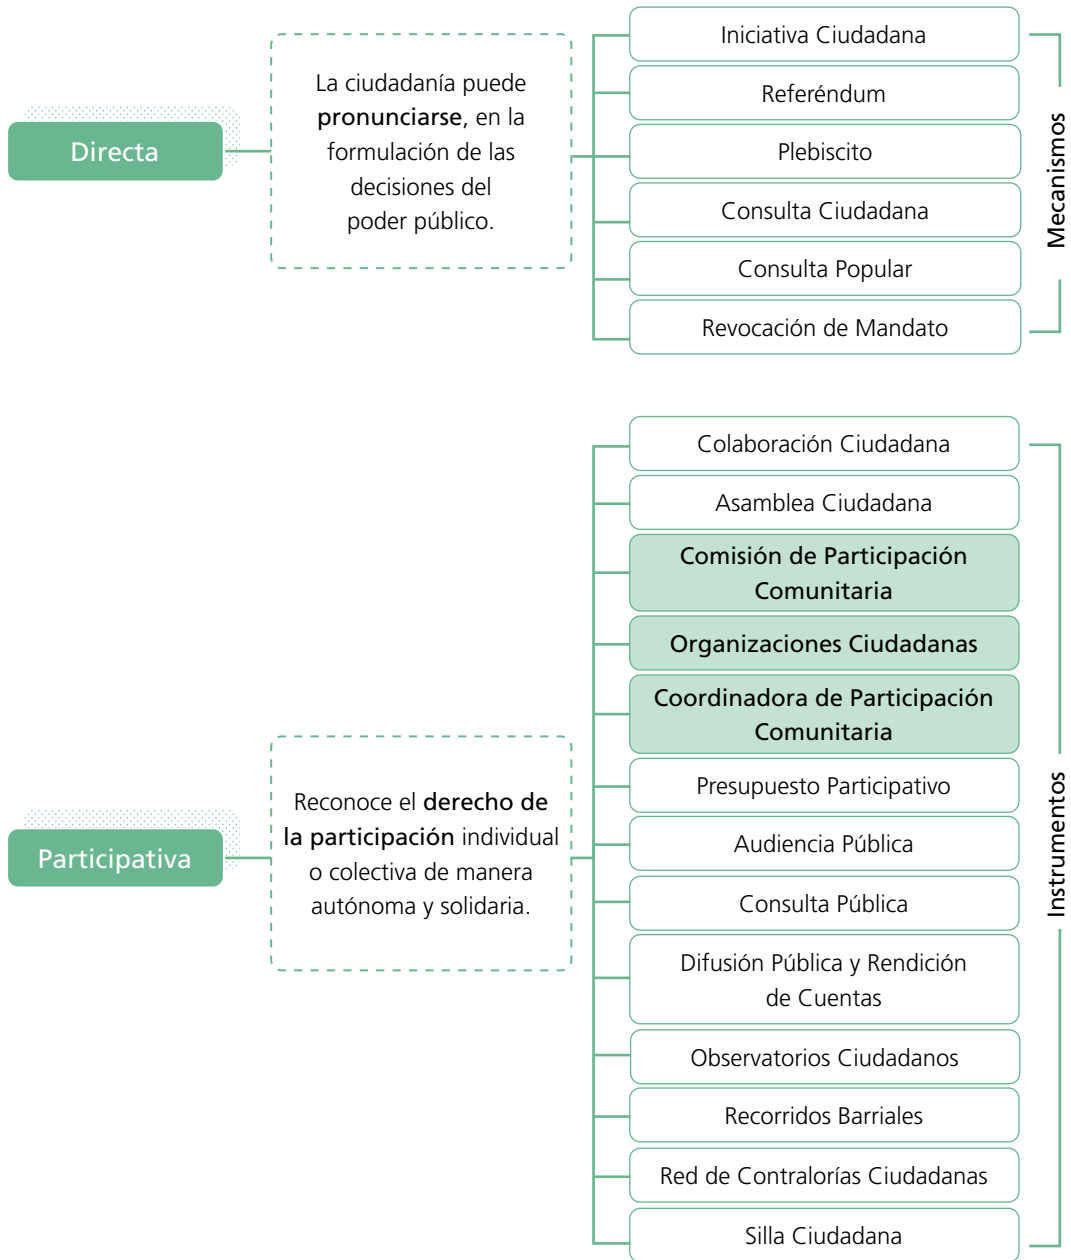 Directa
La ciudadanía puede
pronunciarse, en la
formulación de las
decisiones del
poder público.
Iniciativa Ciudadana
Referéndum
Plebiscito
Consulta Ciudadana
Consulta Popular
Revocación de Mandato
Mecanismos
Participativa
Reconoce el derecho de
la participación individual
o colectiva de manera
autónoma y solidaria.
Colaboración Ciudadana
Asamblea Ciudadana
Comisión de Participación
Comunitaria
Organizaciones Ciudadanas
Coordinadora de Participación
Comunitaria
Presupuesto Participativo
Audiencia Pública
Consulta Pública
Difusión Pública y Rendición
de Cuentas
Observatorios Ciudadanos
Recorridos Barriales
Red de Contralorías Ciudadanas
Silla Ciudadana
Instrumentos